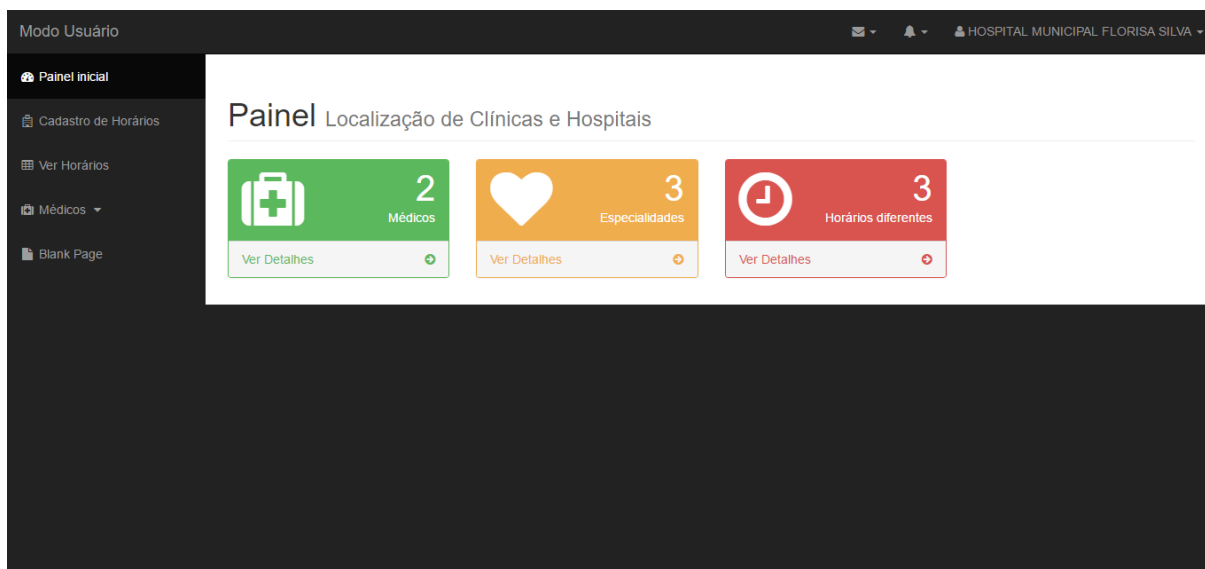 Modo Usuário
HOSPITAL MUNICIPAL FLORISA SILVA
Painel inicial
Cadastro de Horários
Ver Horários
Médicos
Blank Page
Painel Localização de Clínicas e Hospitais
2
Médicos
Ver Detalhes
3
Especialidades
Ver Detalhes
3
Horários diferentes
Ver Detalhes